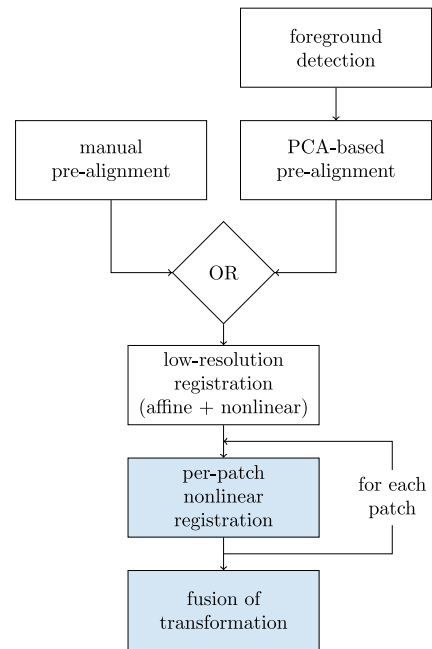 foreground
detection
manual
pre-alignment
PCA-based
pre-alignment
OR
low-resolution
registration
(affine + nonlinear)
per-patch
nonlinear
registration
for each
patch
fusion of
transformation